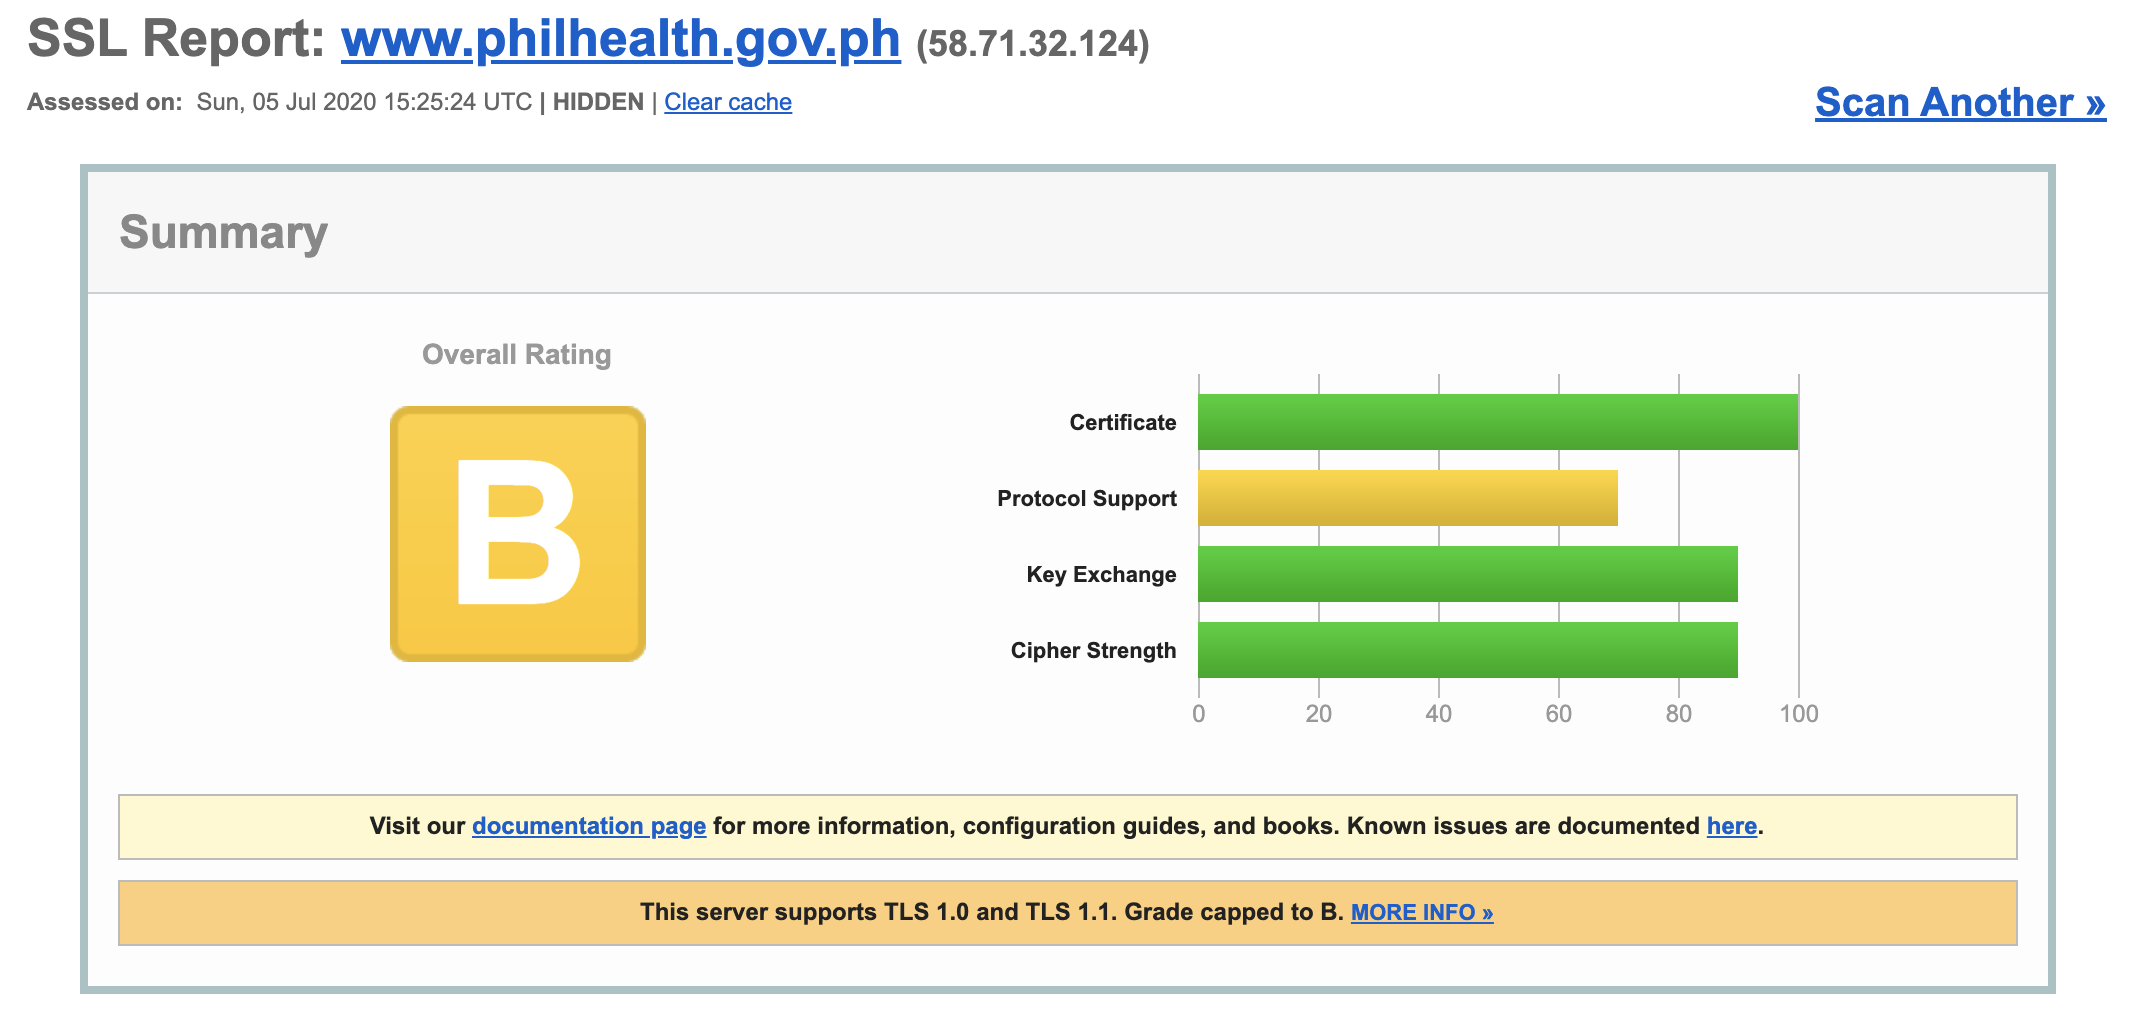 SSL Report: www.philhealth.gov.ph (58.71.32.124)
Assessed on: Sun, 05 Jul 2020 15:25:24 UTC | HIDDEN | Clear cache
Scan Another »
Summary
Overall Rating
B
Certificate
Protocol Support
Key Exchange
Cipher Strength
0 20 40 60 80 100
Visit our documentation page for more information, configuration guides, and books. Known issues are documented here.
This server supports TLS 1.0 and TLS 1.1. Grade capped to B. MORE INFO »